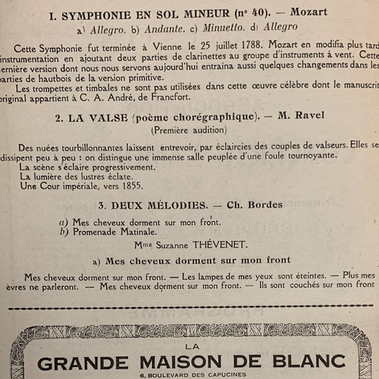 1. SYMPHONIE EN SOL MINEUR (nº 40). — Mozart
a) Allegro. b) Andante. c) Minuetto. d) Allegro
Cette Symphonie fut terminée à Vienne le 25 juillet 1788. Mozart en modifia plus tard
instrumentation en ajoutant deux parties de clarinettes au groupe d'instruments à vent. Cette
ernière version dont nous nous servons aujourd'hui entraina aussi quelques changements dans les
parties de hautbois de la version primitive.
Les trompettes et timbales ne sont pas utilisées dans cette œuvre célèbre dont le manuscrit
original appartient à C. A. André, de Francfort.
2. LA VALSE (poème chorégraphique). — M. Ravel
(Première audition)
Des nuées tourbillonnantes laissent entrevoir, par éclaircies des couples de valseurs. Elles se
dissipent peu à peu : on distingue une immense salle peuplée d'une foule tournoyante.
La scène s'éclaire progressivement.
La lumière des lustres éclate.
Une Cour impériale, vers 1855.
3. DEUX MÉLODIES. — Ch. Bordes
a) Mes cheveux dorment sur mon front.
b) Promenade Matinale.
Mme Suzanne THÉVENET.
a) Mes cheveux dorment sur mon front
Mes cheveux dorment sur mon front. — Les lampes de mes yeux sont éteintes. — Plus mes
èvres ne parleront. — Mes cheveux dorment sur mon front. — Ils sont couchés sur mon front
LA
GRANDE MAISON DE BLANC
6, BOULEVARD DES CAPUCINES